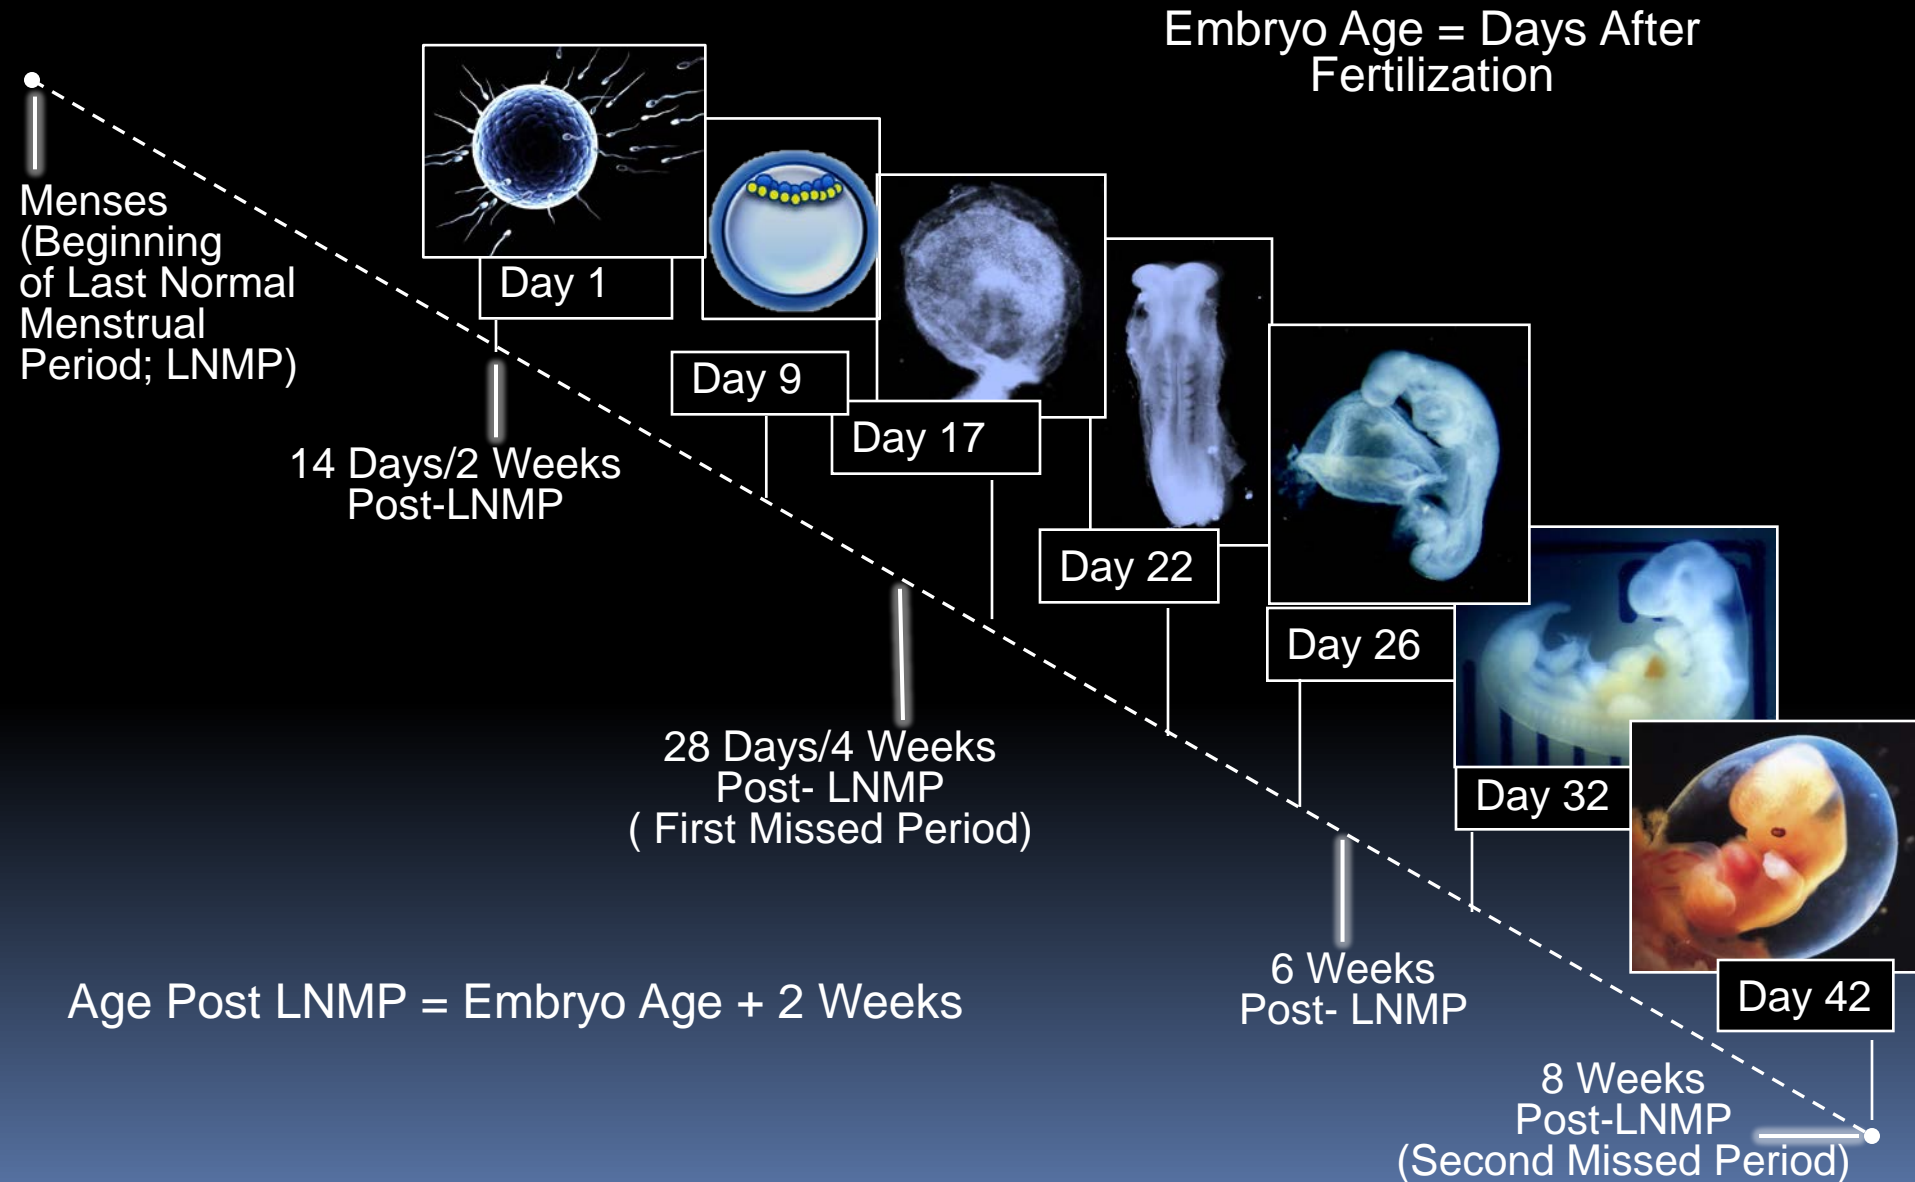 Embryo Age = Days After
Fertilization
Menses
(Beginning
of Last Normal
Menstrual
Period; LNMP)
Day 1
14 Days/2 Weeks
Post-LNMP
Day 9
Day 17
Day 22
28 Days/4 Weeks
Post- LNMP
( First Missed Period)
Day 26
Day 32
6 Weeks
Post- LNMP
Day 42
Age Post LNMP = Embryo Age + 2 Weeks
8 Weeks
Post-LNMP
(Second Missed Period)